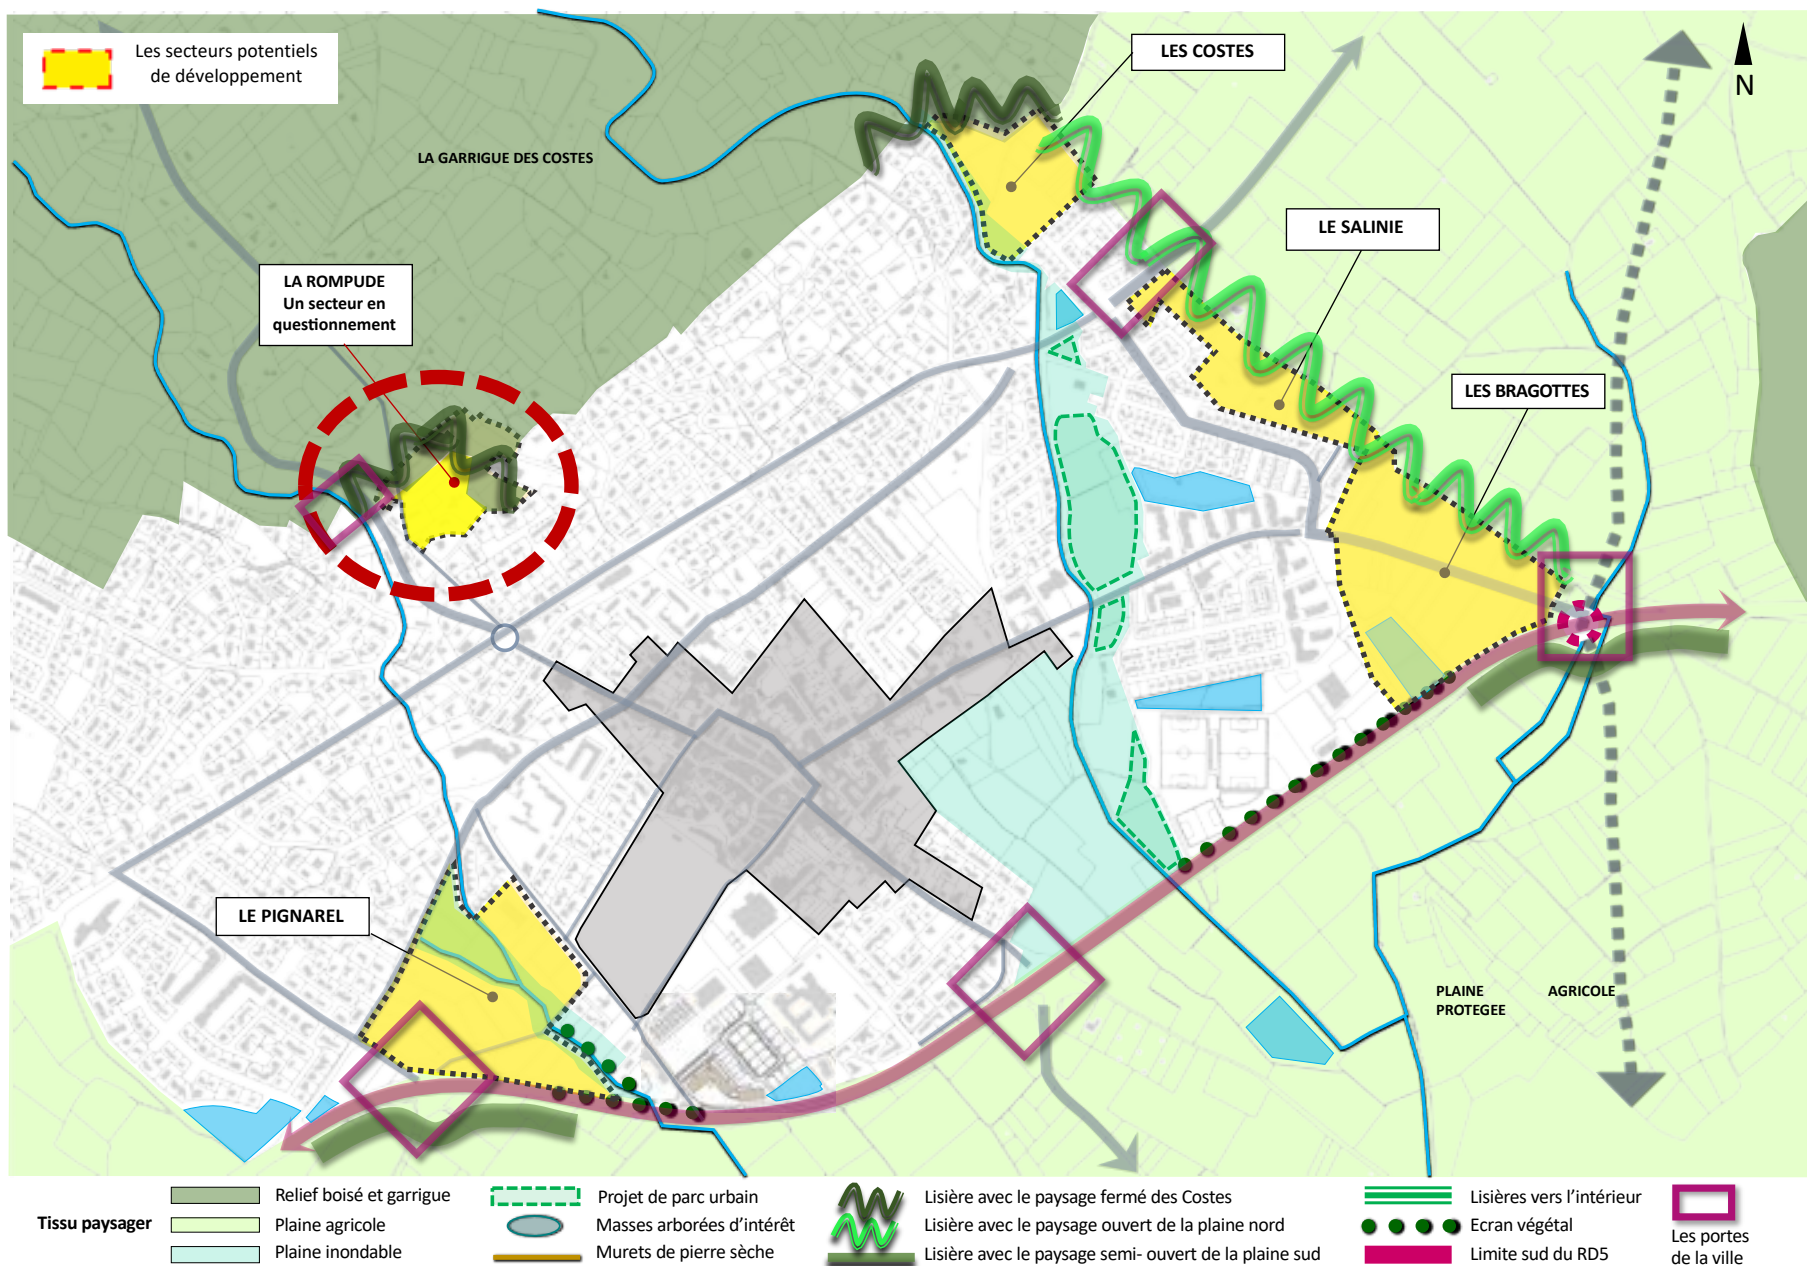 Les secteurs potentiels
de développement
LES COSTES
N
LA GARRIGUE DES COSTES
LE SALINIE
LA ROMPUDE
Un secteur en
questionnement
LES BRAGOTTES
LE PIGNAREL
PLAINE AGRICOLE
PROTEGEE
Tissu paysager
Relief boisé et garrigue
Plaine agricole
Plaine inondable
Projet de parc urbain
Masses arborées d'intérêt
Murets de pierre sèche
Lisière avec le paysage fermé des Costes
Lisière avec le paysage ouvert de la plaine nord
Lisière avec le paysage semi- ouvert de la plaine sud
Lisières vers l'intérieur
Ecran végétal
Limite sud du RD5
Les portes
de la ville